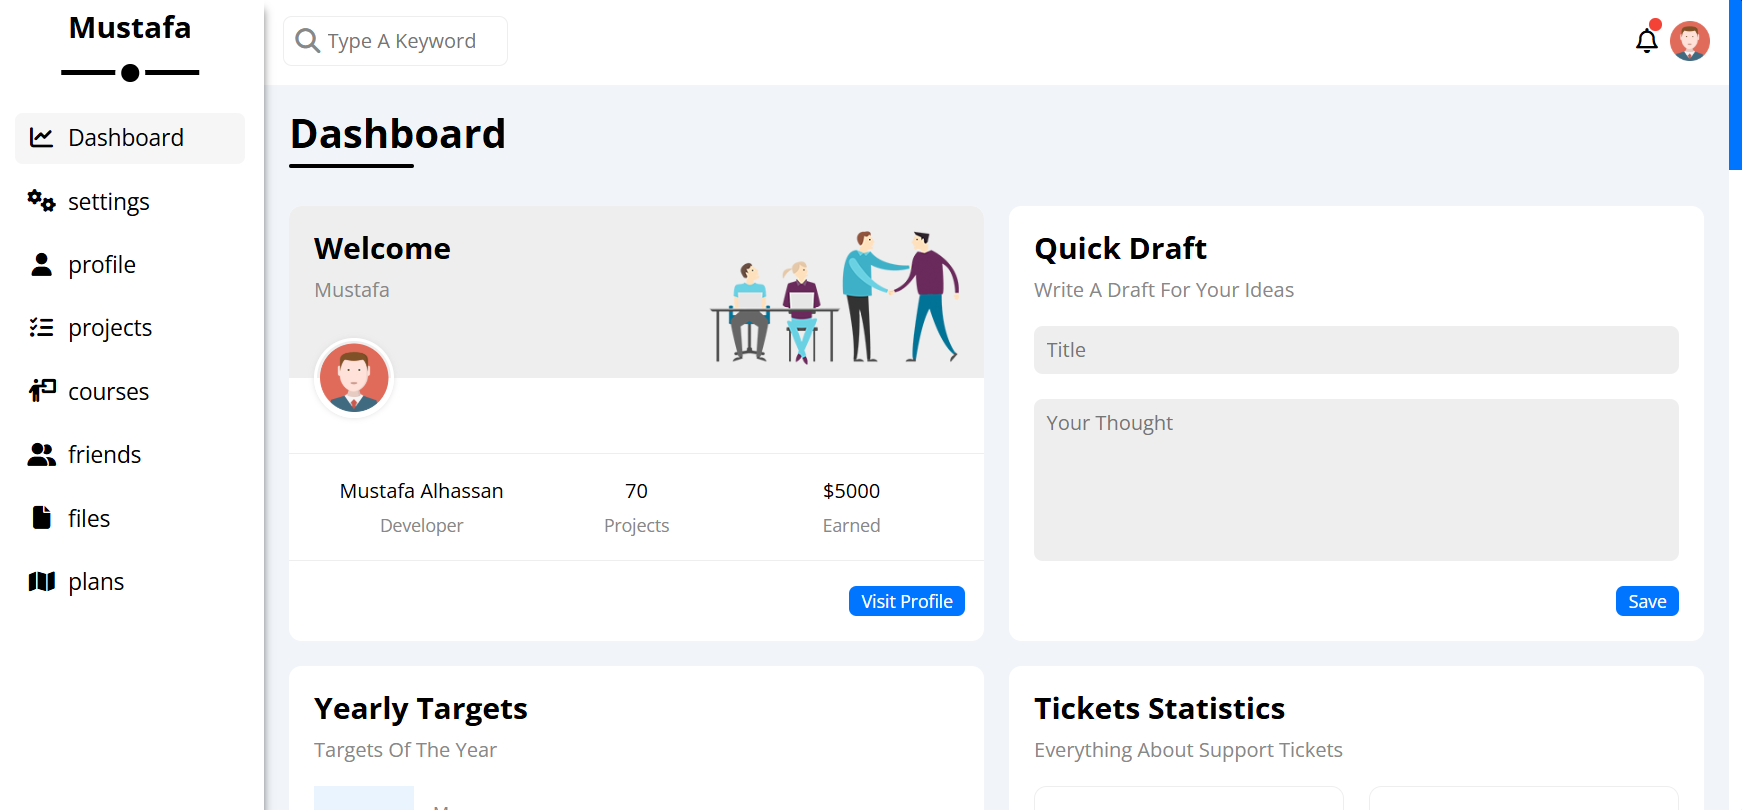 Mustafa
Dashboard
settings
profile
projects
courses
friends
files
plans
Type A Keyword
Dashboard
Welcome
Mustafa
Mustafa Alhassan
Developer
70
Projects
$5000
Earned
Visit Profile
Quick Draft
Write A Draft For Your Ideas
Title
Your Thought
Save
Yearly Targets
Targets Of The Year
Tickets Statistics
Everything About Support Tickets